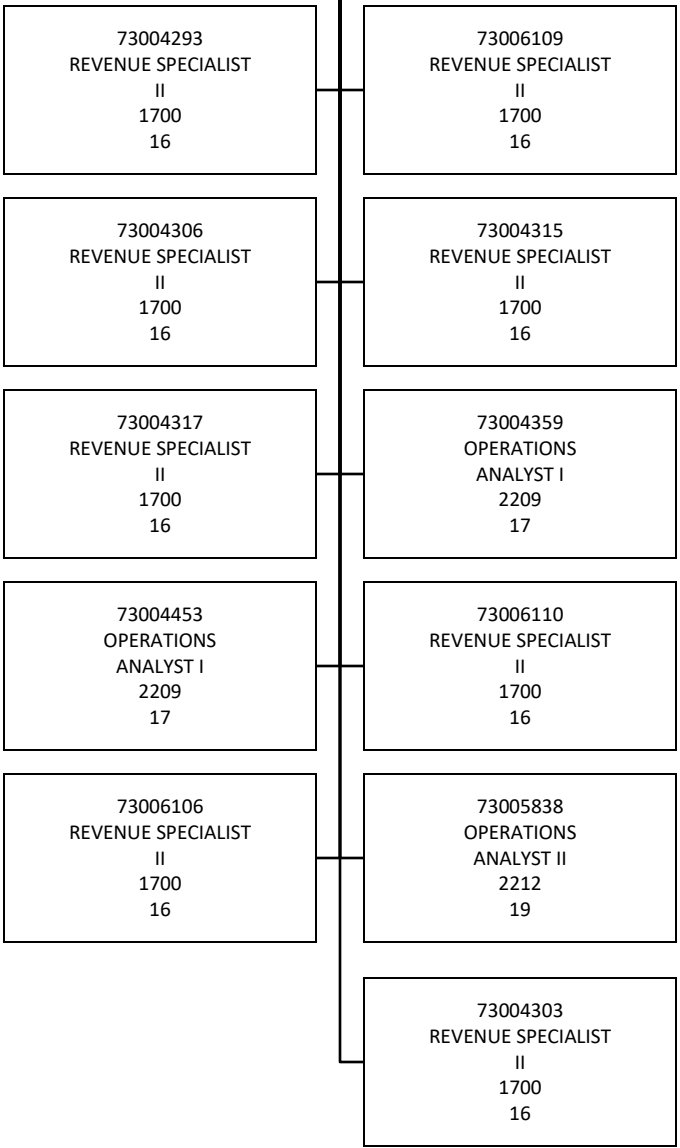 73004293
REVENUE SPECIALIST
II
1700
16
73006109
REVENUE SPECIALIST
II
1700
16
73004306
REVENUE SPECIALIST
II
1700
16
73004315
REVENUE SPECIALIST
II
1700
16
73004317
REVENUE SPECIALIST
II
1700
16
73004359
OPERATIONS
ANALYST I
2209
17
73004453
OPERATIONS
ANALYST I
2209
17
73006110
REVENUE SPECIALIST
II
1700
16
73006106
REVENUE SPECIALIST
II
1700
16
73005838
OPERATIONS
ANALYST II
2212
19
73004303
REVENUE SPECIALIST
II
1700
16